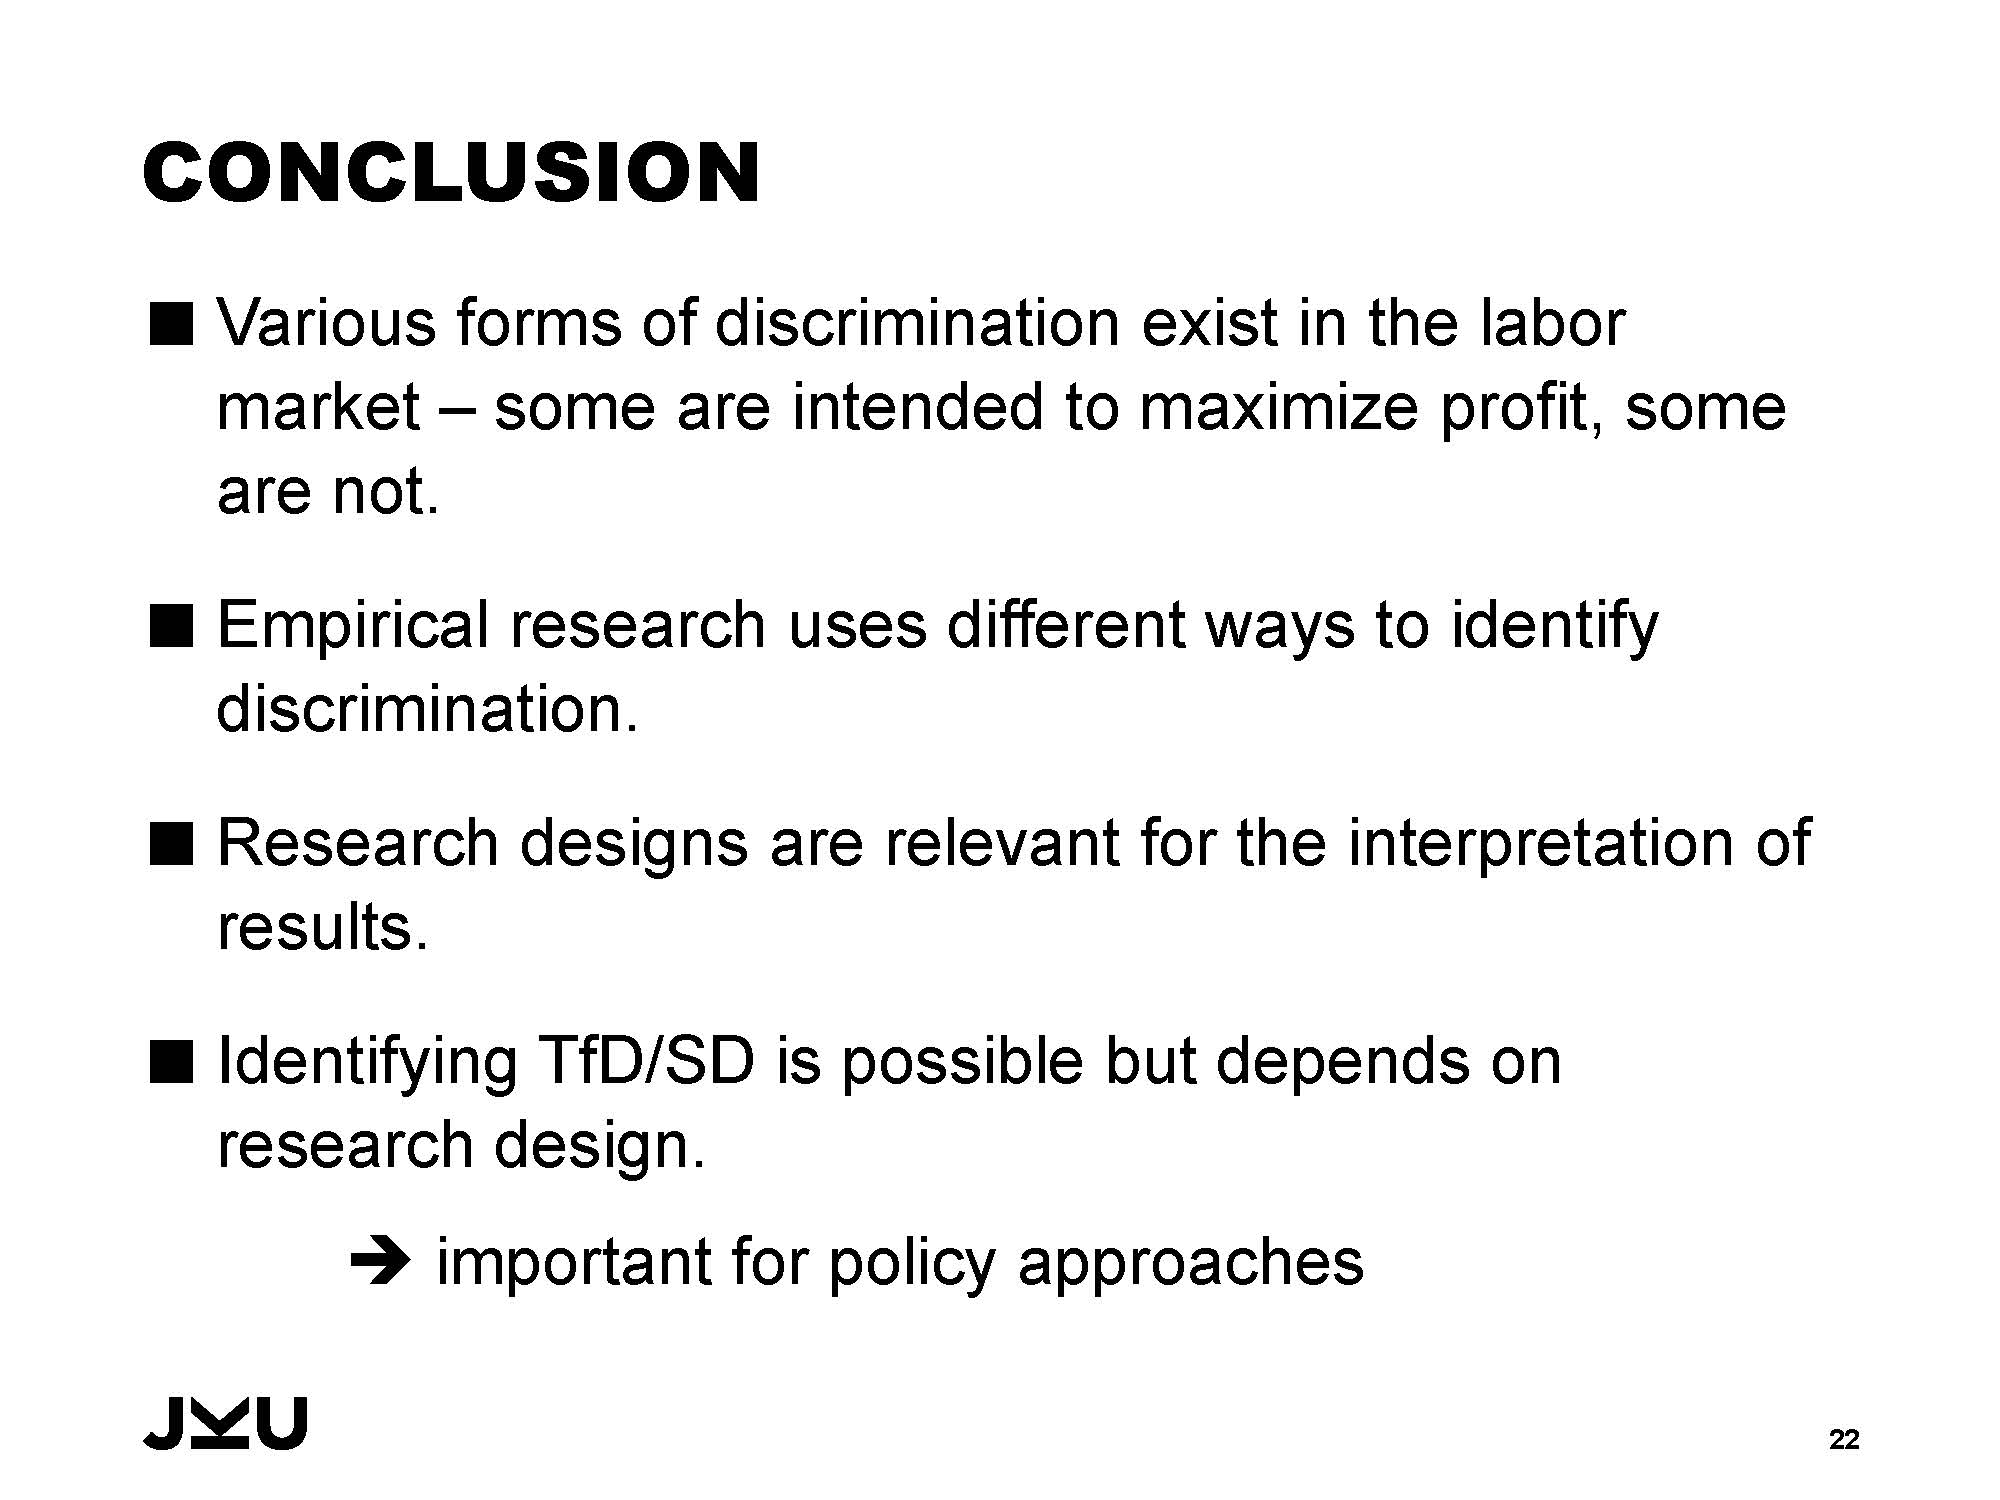 CONCLUSION
■ Various forms of discrimination exist in the labor
market – some are intended to maximize profit, some
are not.
■ Empirical research uses different ways to identify
discrimination.
■ Research designs are relevant for the interpretation of
results.
■ Identifying TfD/SD is possible but depends on
research design.
➔ important for policy approaches
JKU
22